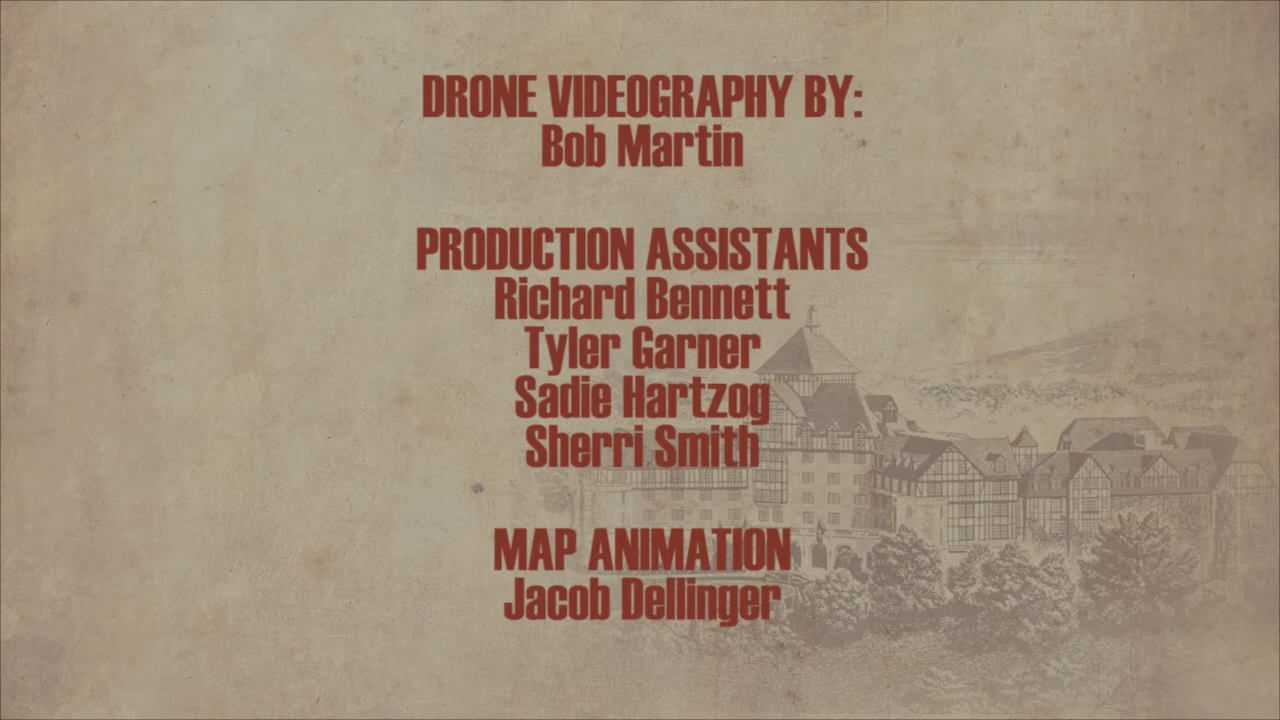 DRONE VIDEOGRAPHY BY:
Bob Martin
PRODUCTION ASSISTANTS
Richard Bennett
Tyler Garner
Sadie Hartzog
Sherri Smith
MAP ANIMATION
Jacob Dellinger